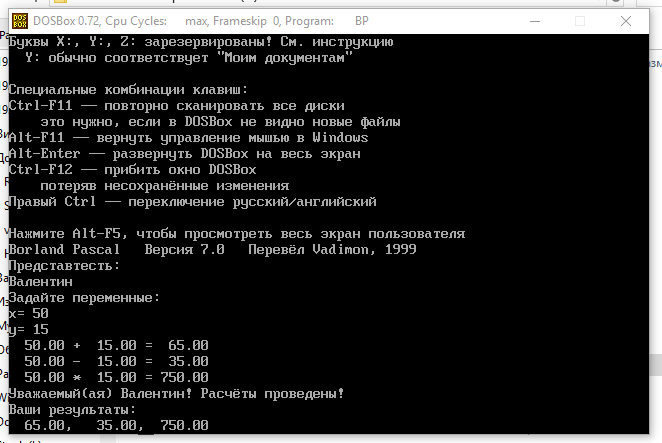 DOSBox 0.72, Cpu Cycles: max, Frameskip 0, Program: BP
Буквы X:, Y:, Z: зарезервированы! См. инструкцию
Y: обычно соответствует "Моим документам"
Специальные комбинации клавиш:
Ctrl-F11 —— повторно сканировать все диски
это нужно, если в DOSBox не видно новые файлы
Alt-F11 —— вернуть управление мышью в Windows
Alt-Enter —— развернуть DOSBox на весь экран
Ctrl-F12 —— прибить окно DOSBox
потеряв несохранённые изменения
Правый Ctrl —— переключение русский/английский
Нажмите Alt-F5, чтобы просмотреть весь экран пользователя
Borland Pascal Версия 7.0 Перевёл Vadimon, 1999
Представтесть:
Валентин
Задайте переменные:
x= 50
y= 15
50.00 + 15.00 = 65.00
50.00 - 15.00 = 35.00
50.00 * 15.00 = 750.00
Уважаемый(ая) Валентин! Расчёты проведены!
Ваши результаты:
65.00, 35.00, 750.00